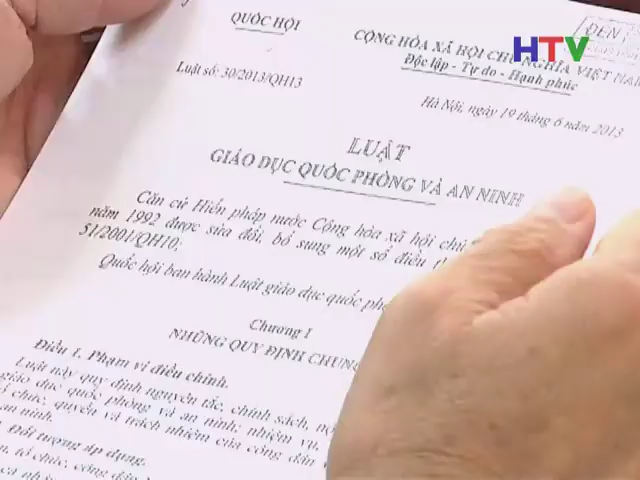 QUỐC HỘI
CỘNG HÒA XÃ HỘI CHỦ NGHĨA VIỆT NAM
Độc lập - Tự do - Hạnh phúc
ĐẾN
HTV
Luật số: 30/2013/QH13
Hà Nội, ngày 19 tháng 6 năm 2013
LUẬT
GIÁO DỤC QUỐC PHÒNG VÀ AN NINH
Căn cứ Hiến pháp nước Cộng hòa xã hội chủ
năm 1992 được sửa đổi, bổ sung một số điều
51/2001/QH10;
Quốc hội ban hành Luật giáo dục quốc
Chương I
NHỮNG QUY ĐỊNH CHUNG
Điều 1. Phạm vi điều chỉnh.
Luật này quy định nguyên tắc, chính sách,
giáo dục quốc phòng và an ninh; nhiệm vụ,
chức, quyền và trách nhiệm của công dân
an ninh.
Đối tượng áp dụng.
tổ chức, công dân